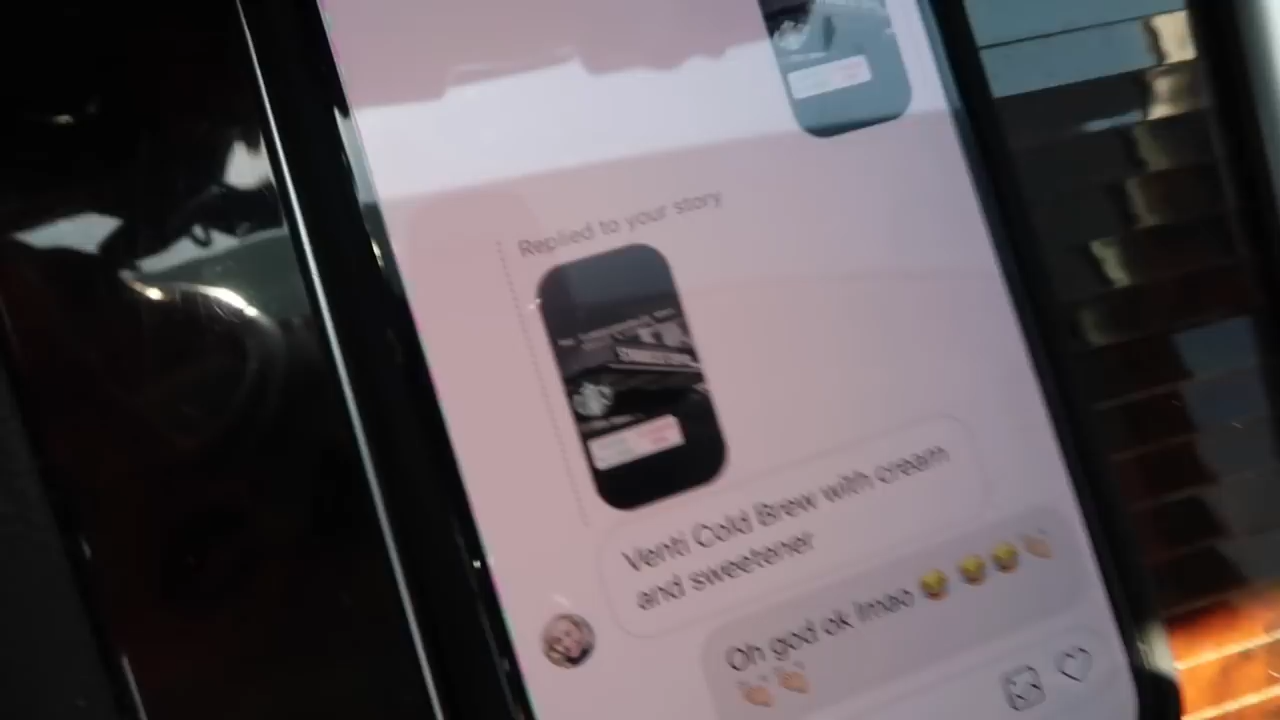 Replied to your story
Venti Cold Brew with cream
and sweetener
Oh god ok lmao 😂 😂 😂 👏🏻
👏🏻 👏🏻